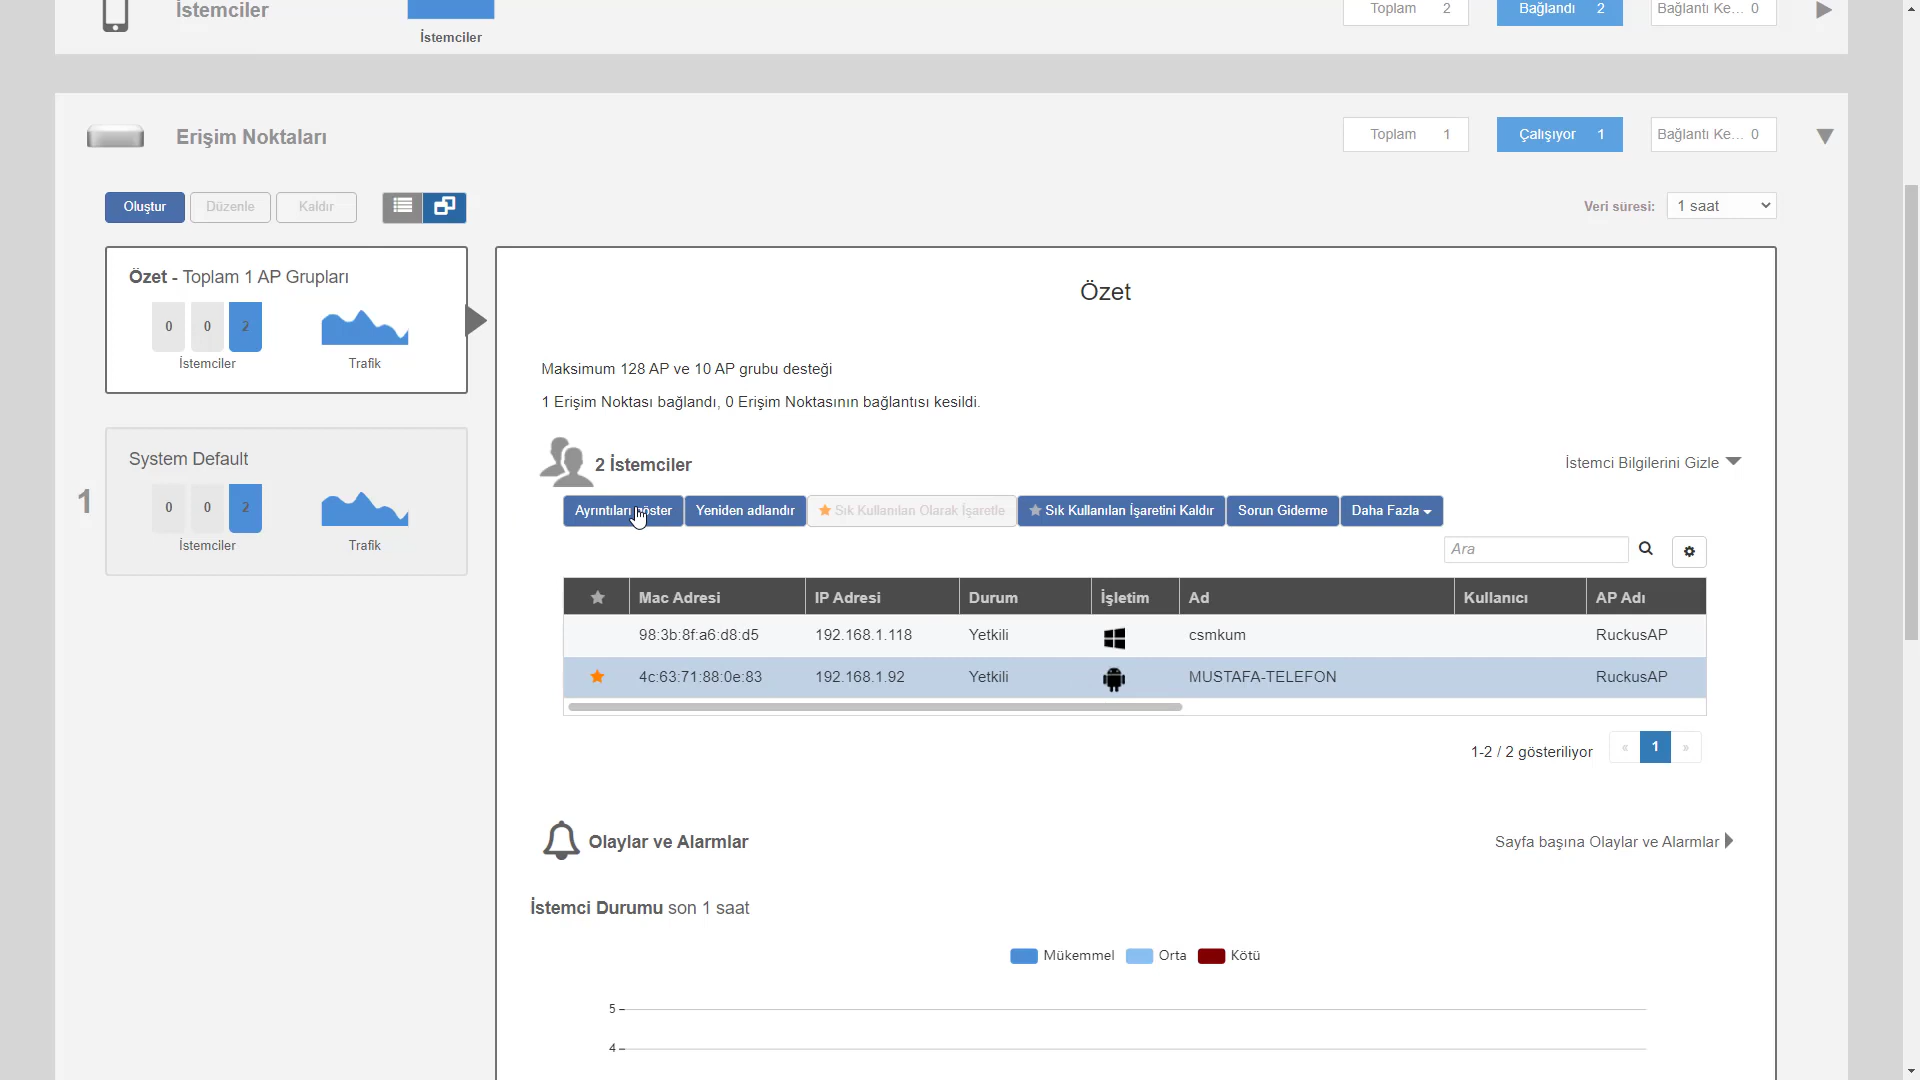 İstemciler
İstemciler
Toplam 2
Bağlandı 2
Bağlantı Ke... 0
Erişim Noktaları
Toplam 1
Çalışıyor 1
Bağlantı Ke... 0
Oluştur
Düzenle
Kaldır
Veri süresi:
1 saat
Özet - Toplam 1 AP Grupları
0 0 2
İstemciler
Trafik
1
System Default
0 0 2
İstemciler
Trafik
Özet
Maksimum 128 AP ve 10 AP grubu desteği
1 Erişim Noktası bağlandı, 0 Erişim Noktasının bağlantısı kesildi.
2 İstemciler
İstemci Bilgilerini Gizle
Ayrıntıları göster
Yeniden adlandır
Sık Kullanılan Olarak İşaretle
Sık Kullanılan İşaretini Kaldır
Sorun Giderme
Daha Fazla
Ara
Mac Adresi IP Adresi Durum İşletim Ad Kullanıcı AP Adı
98:3b:8f:a6:d8:d5 192.168.1.118 Yetkili csmkum RuckusAP
4c:63:71:88:0e:83 192.168.1.92 Yetkili MUSTAFA-TELEFON RuckusAP
1-2 / 2 gösteriliyor
« 1 »
Olaylar ve Alarmlar
Sayfa başına Olaylar ve Alarmlar
İstemci Durumu son 1 saat
Mükemmel Orta Kötü
5
4